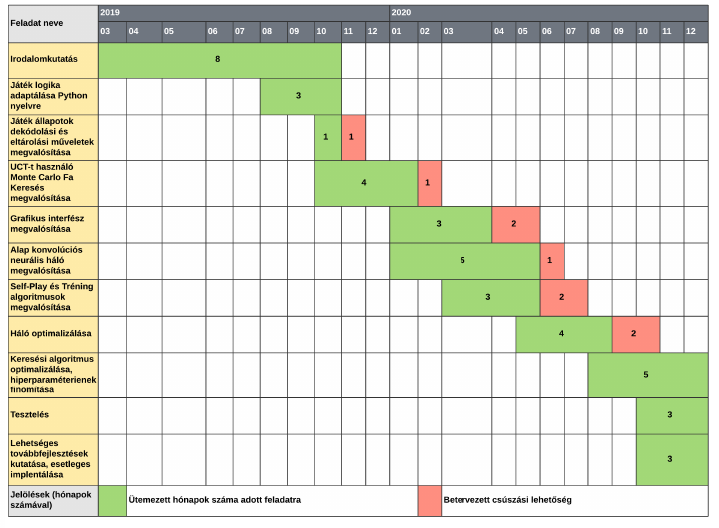 Feladat neve
2019
2020
03 04 05 06 07 08 09 10 11 12 01 02 03 04 05 06 07 08 09 10 11 12
Irodalomkutatás
8
Játék logika
adaptálása Python
nyelvre
3
Játék állapotok
dekódolási és
eltárolási műveletek
megvalósítása
1
1
UCT-t használó
Monte Carlo Fa
Keresés
megvalósítása
4
1
Grafikus interfész
megvalósítása
3
2
Alap konvolúciós
neurális háló
megvalósítása
5
1
Self-Play és Tréning
algoritmusok
megvalósítása
3
2
Háló optimalizálása
4
2
Keresési algoritmus
optimalizálása,
hiperparaméterienek
finomítása
5
Tesztelés
3
Lehetséges
továbbfejlesztések
kutatása, esetleges
implentálása
3
Jelölések (hónapok
számával)
Ütemezett hónapok száma adott feladatra
Betervezett csúszási lehetőség